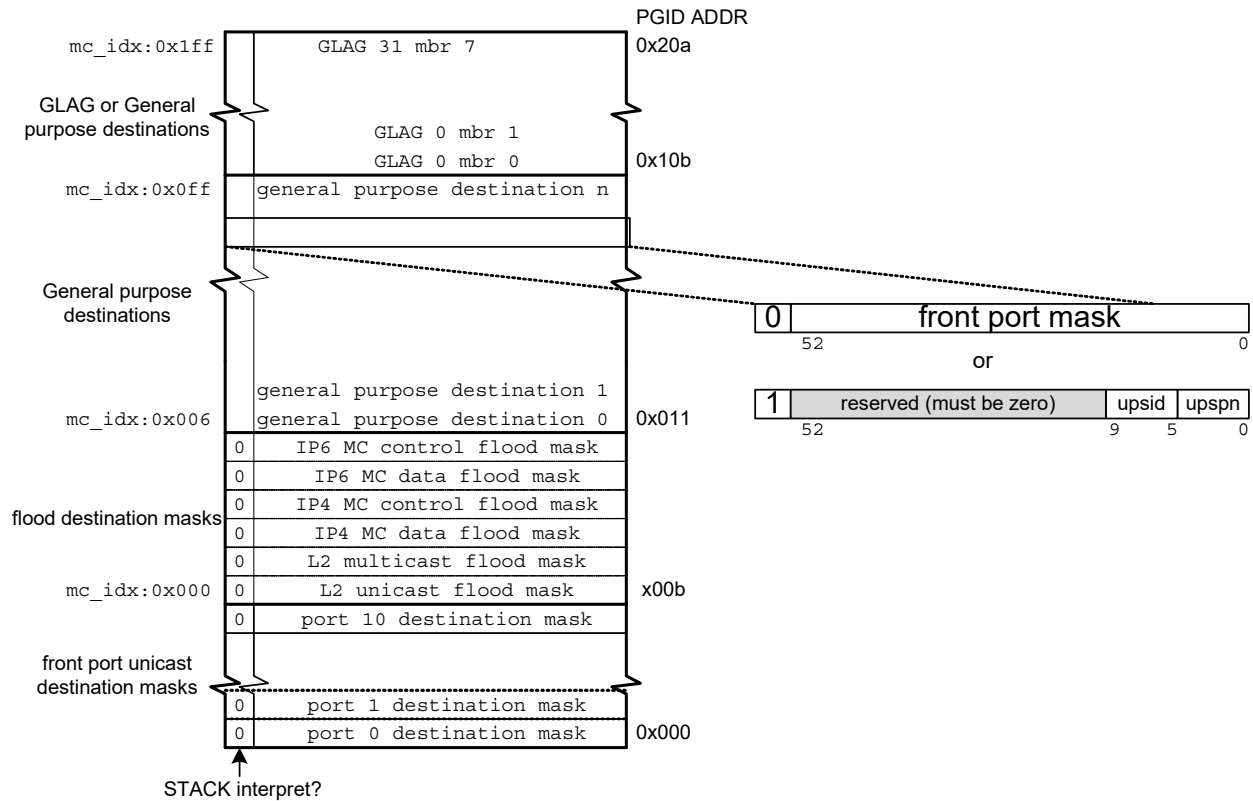 PGID ADDR
mc_idx:0x1ff
GLAG 31 mbr 7
0x20a
GLAG or General
purpose destinations
GLAG 0 mbr 1
GLAG 0 mbr 0
0x10b
mc_idx:0x0ff
general purpose destination n
General purpose
destinations
0
front port mask
52
0
or
general purpose destination 1
1
reserved (must be zero)
upsid
upspn
mc_idx:0x006
general purpose destination 0
0x011
52
9
5
0
0
IP6 MC control flood mask
0
IP6 MC data flood mask
0
IP4 MC control flood mask
flood destination masks
0
IP4 MC data flood mask
0
L2 multicast flood mask
mc_idx:0x000
0
L2 unicast flood mask
x00b
0
port 10 destination mask
front port unicast
destination masks
0
port 1 destination mask
0
port 0 destination mask
0x000
STACK interpret?